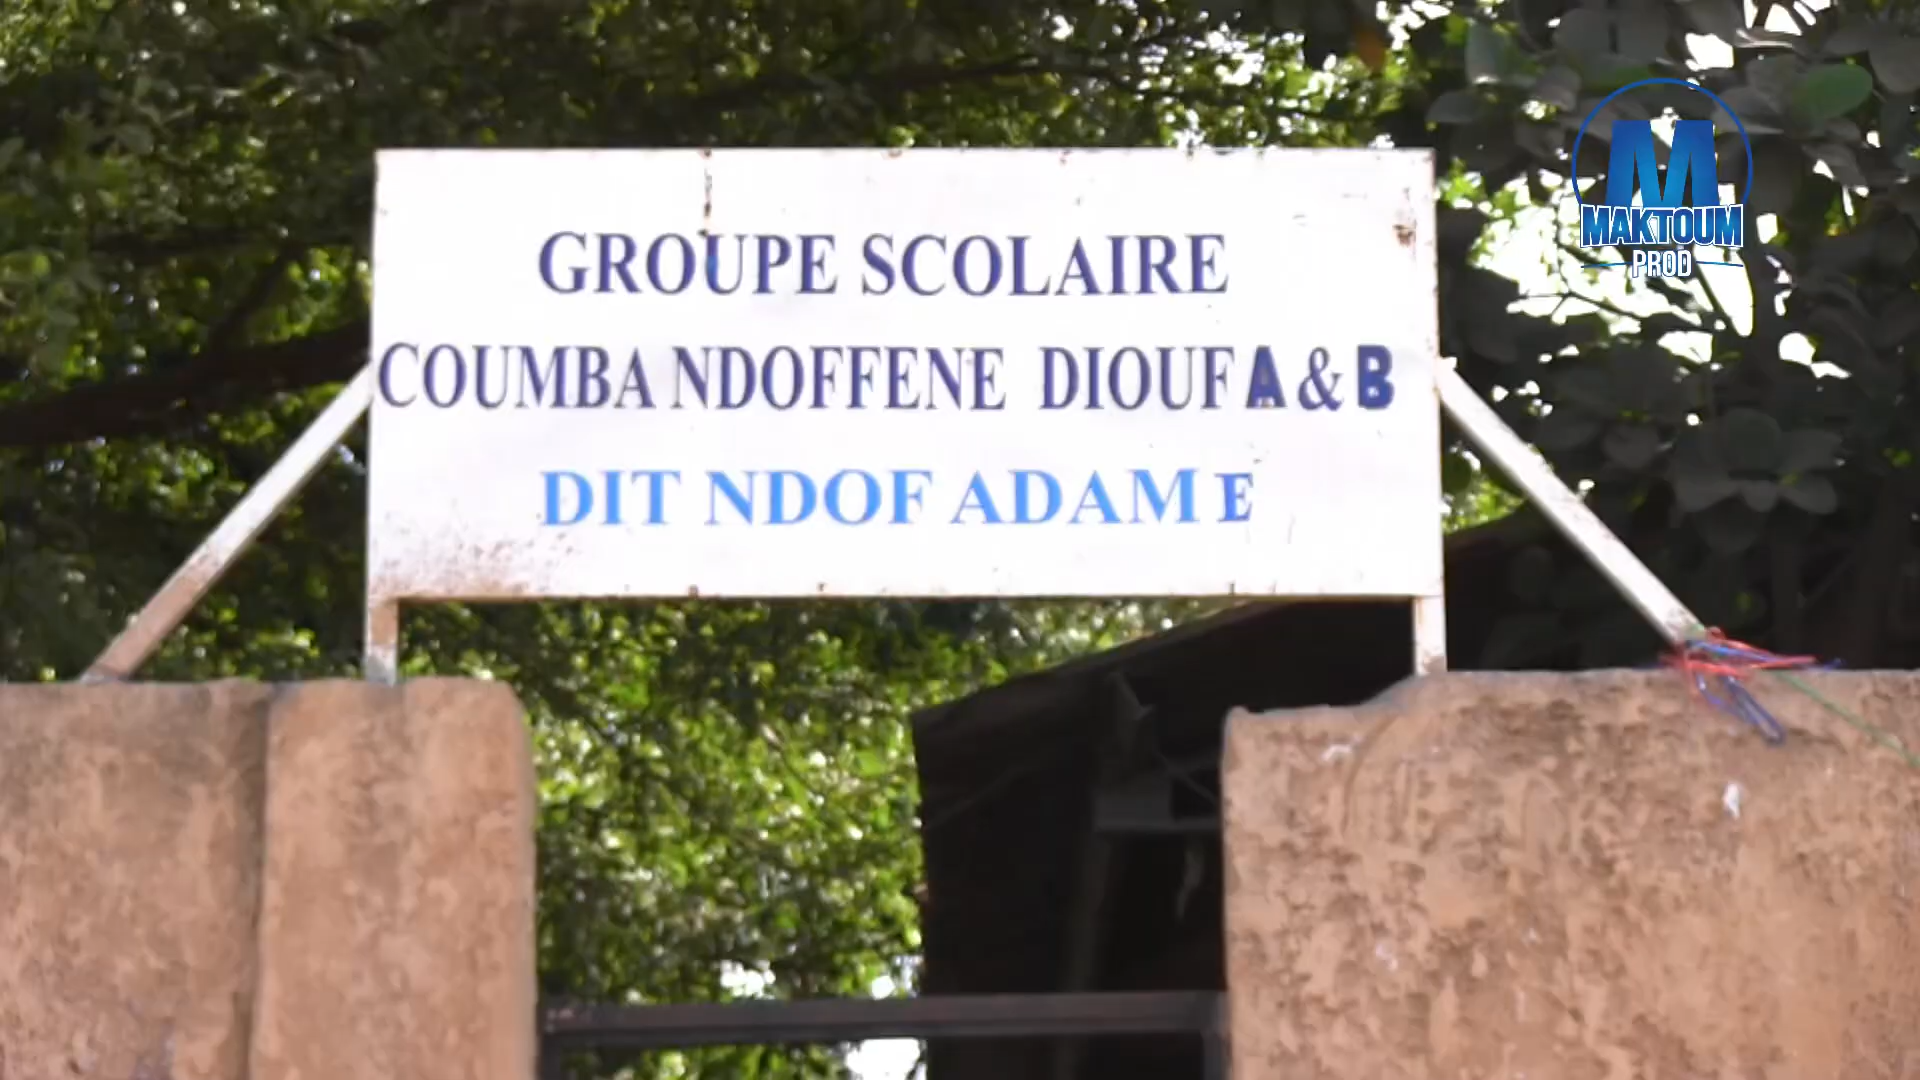 GROUPE SCOLAIRE
COUMBA NDOFFENE DIOUF A & B
DIT NDOF ADAM E
M
MAKTOUM
PROD